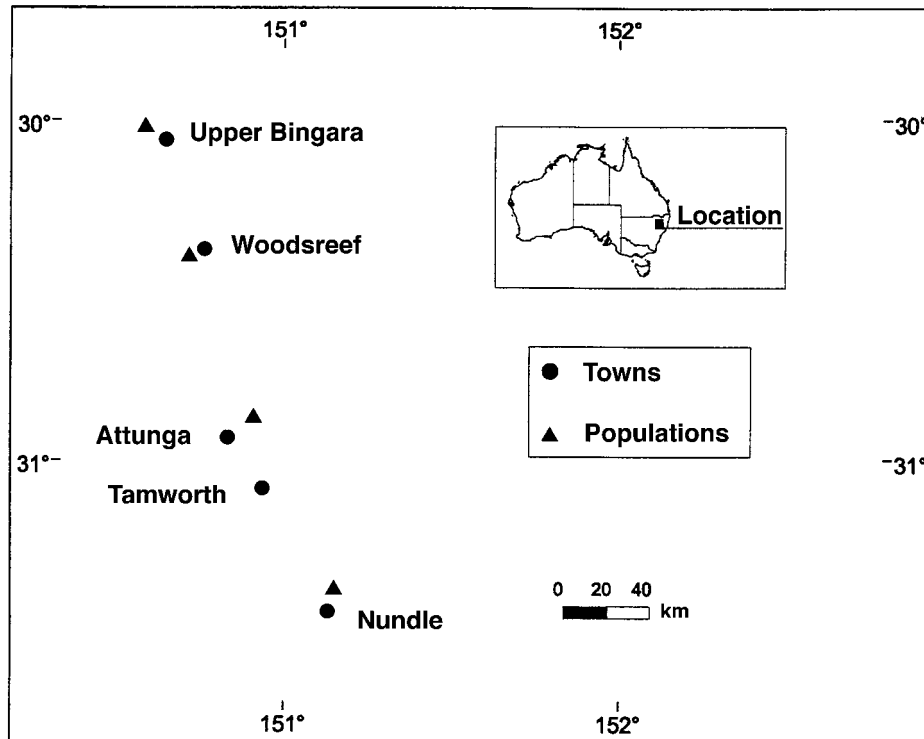 151° 152°
30° 30°
Upper Bingara
Location
Woodsreef
Towns
Attunga
Populations
31° 31°
Tamworth
0 20 40
km
Nundle
151° 152°